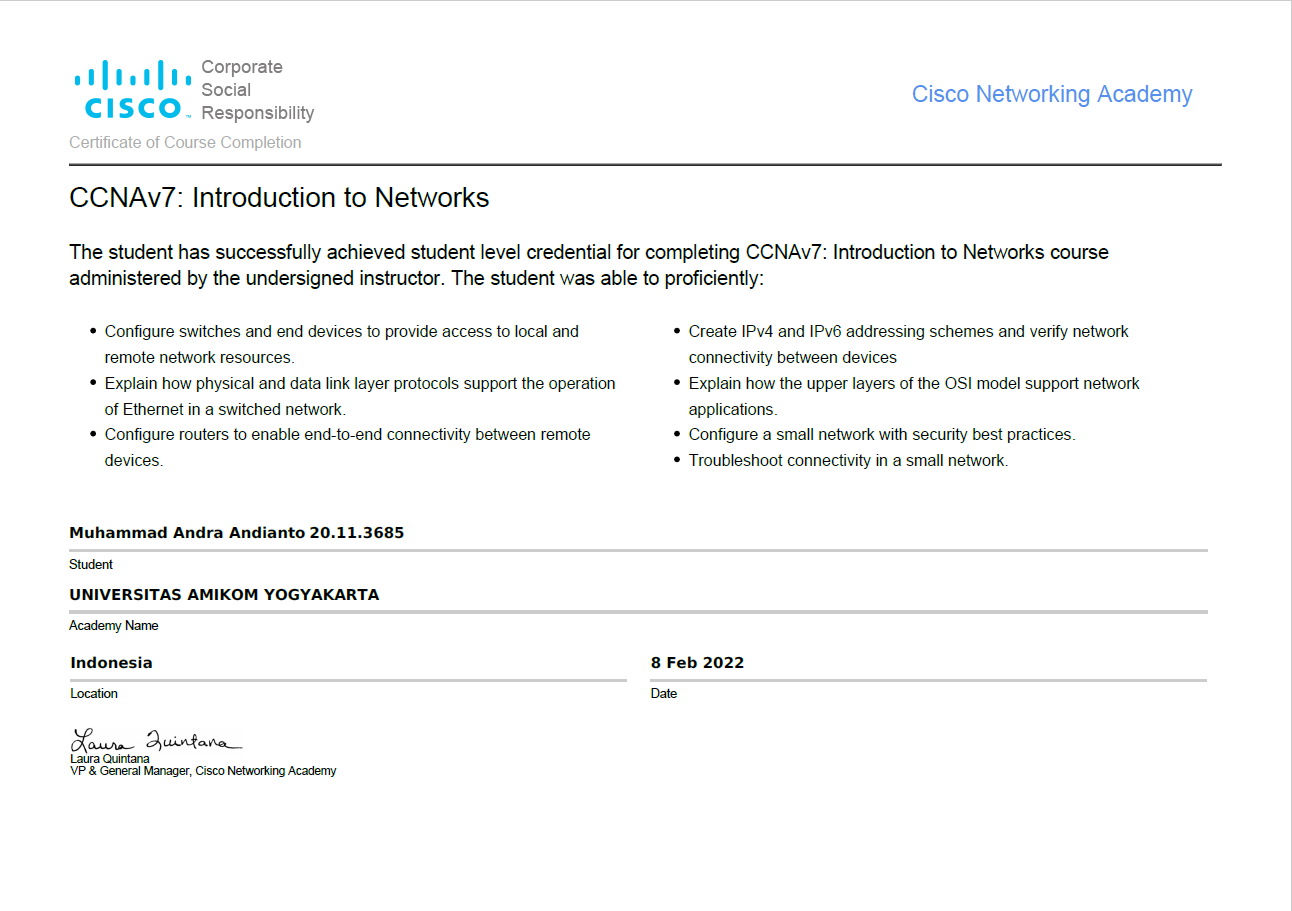 CISCO
Corporate
Social
Responsibility
Cisco Networking Academy
Certificate of Course Completion
CCNAv7: Introduction to Networks
The student has successfully achieved student level credential for completing CCNAv7: Introduction to Networks course
administered by the undersigned instructor. The student was able to proficiently:
• Configure switches and end devices to provide access to local and
remote network resources.
• Explain how physical and data link layer protocols support the operation
of Ethernet in a switched network.
• Configure routers to enable end-to-end connectivity between remote
devices.
• Create IPv4 and IPv6 addressing schemes and verify network
connectivity between devices
• Explain how the upper layers of the OSI model support network
applications.
• Configure a small network with security best practices.
• Troubleshoot connectivity in a small network.
Muhammad Andra Andianto 20.11.3685
Student
UNIVERSITAS AMIKOM YOGYAKARTA
Academy Name
Indonesia
Location
8 Feb 2022
Date
Laura Quintana
Laura Quintana
VP & General Manager, Cisco Networking Academy